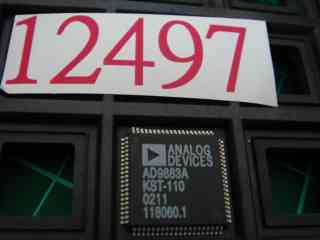 12497
ANALOG
DEVICES
AD9883A
KST-110
0211
118060.1